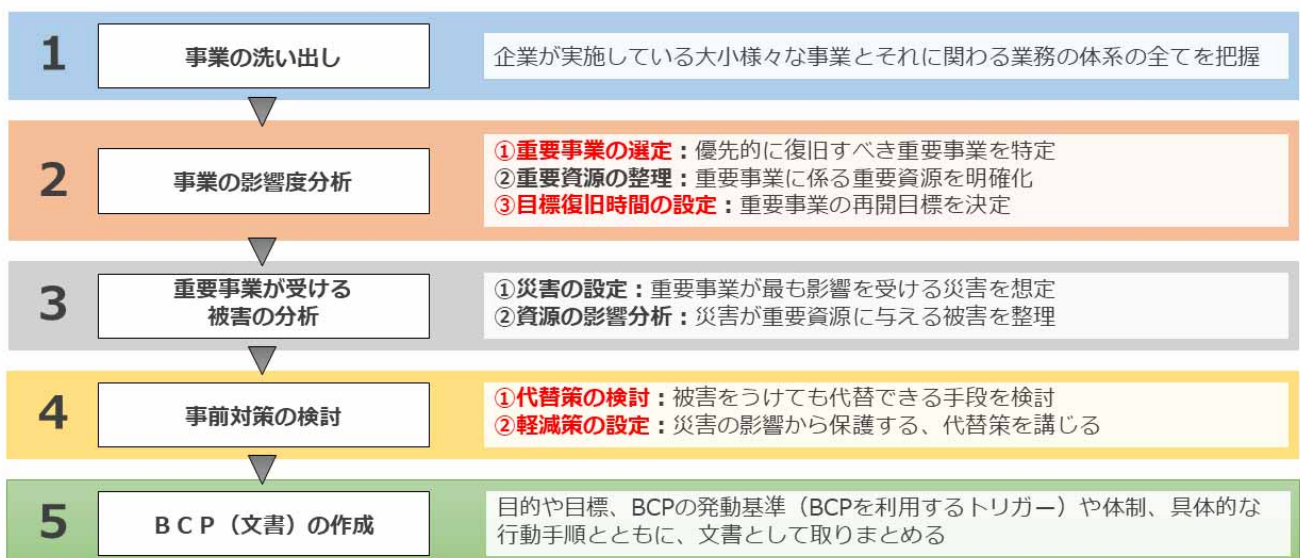 1
事業の洗い出し
企業が実施している大小様々な事業とそれに関わる業務の体系の全てを把握
2
事業の影響度分析
①重要事業の選定：優先的に復旧すべき重要事業を特定
②重要資源の整理：重要事業に係る重要資源を明確化
③目標復旧時間の設定：重要事業の再開目標を決定
3
重要事業が受ける
被害の分析
①災害の設定：重要事業が最も影響を受ける災害を想定
②資源の影響分析：災害が重要資源に与える被害を整理
4
事前対策の検討
①代替策の検討：被害をうけても代替できる手段を検討
②軽減策の設定：災害の影響から保護する、代替策を講じる
5
ＢＣＰ（文書）の作成
目的や目標、BCPの発動基準（BCPを利用するトリガー）や体制、具体的な
行動手順とともに、文書として取りまとめる